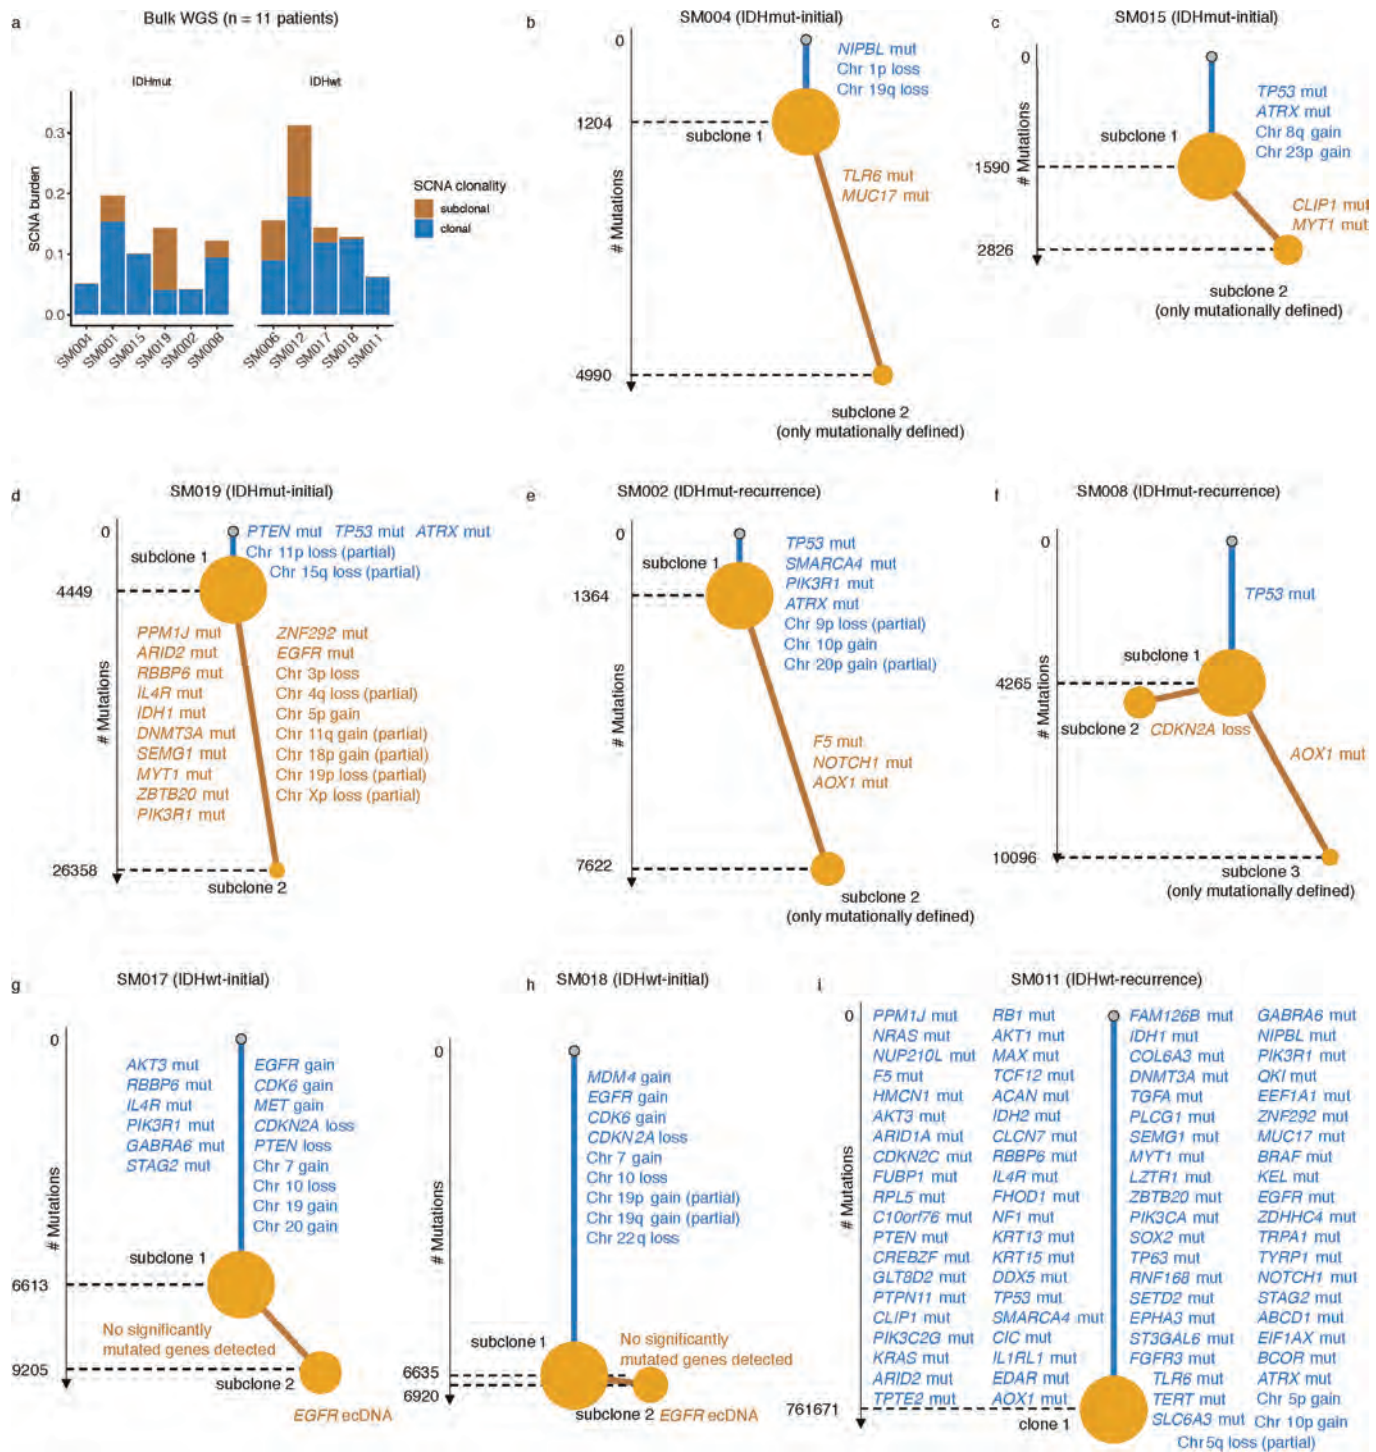 a
Bulk WGS (n = 11 patients)
IDHmut
IDHwt
SCNA burden
0.3
0.2
0.1
0.0
SM004
SM001
SM015
SM019
SM002
SM008
SM006
SM012
SM017
SM018
SM011
SCNA clonality
subclonal
clonal
b
SM004 (IDHmut-initial)
0
NIPBL mut
Chr 1p loss
Chr 19q loss
1204
subclone 1
# Mutations
TLR6 mut
MUC17 mut
4990
subclone 2
(only mutationally defined)
c
SM015 (IDHmut-initial)
0
TP53 mut
ATRX mut
Chr 8q gain
Chr 23p gain
subclone 1
# Mutations
1590
CLIP1 mut
MYT1 mut
2826
subclone 2
(only mutationally defined)
d
SM019 (IDHmut-initial)
0
PTEN mut TP53 mut ATRX mut
Chr 11p loss (partial)
Chr 15q loss (partial)
subclone 1
4449
# Mutations
PPM1J mut
ARID2 mut
RBBP6 mut
IL4R mut
IDH1 mut
DNMT3A mut
SEMG1 mut
MYT1 mut
ZBTB20 mut
PIK3R1 mut
ZNF292 mut
EGFR mut
Chr 3p loss
Chr 4q loss (partial)
Chr 5p gain
Chr 11q gain (partial)
Chr 18p gain (partial)
Chr 19p loss (partial)
Chr Xp loss (partial)
26358
subclone 2
e
SM002 (IDHmut-recurrence)
0
TP53 mut
SMARCA4 mut
PIK3R1 mut
ATRX mut
Chr 9p loss (partial)
Chr 10p gain
Chr 20p gain (partial)
subclone 1
1364
# Mutations
F5 mut
NOTCH1 mut
AOX1 mut
7622
subclone 2
(only mutationally defined)
f
SM008 (IDHmut-recurrence)
0
TP53 mut
subclone 1
4265
# Mutations
subclone 2
CDKN2A loss
AOX1 mut
10096
subclone 3
(only mutationally defined)
g
SM017 (IDHwt-initial)
0
AKT3 mut
RBBP6 mut
IL4R mut
PIK3R1 mut
GABRA6 mut
STAG2 mut
EGFR gain
CDK6 gain
MET gain
CDKN2A loss
PTEN loss
Chr 7 gain
Chr 10 loss
Chr 19 gain
Chr 20 gain
# Mutations
subclone 1
6613
No significantly
mutated genes detected
9205
subclone 2
EGFR ecDNA
h
SM018 (IDHwt-initial)
0
MDM4 gain
EGFR gain
CDK6 gain
CDKN2A loss
Chr 7 gain
Chr 10 loss
Chr 19p gain (partial)
Chr 19q gain (partial)
Chr 22q loss
# Mutations
subclone 1
No significantly
mutated genes detected
6635
6920
subclone 2
EGFR ecDNA
i
SM011 (IDHwt-recurrence)
0
# Mutations
PPM1J mut
NRAS mut
NUP210L mut
F5 mut
HMCN1 mut
AKT3 mut
ARID1A mut
CDKN2C mut
FUBP1 mut
RPL5 mut
C10orf76 mut
PTEN mut
CREBZF mut
GLT8D2 mut
PTPN11 mut
CLIP1 mut
PIK3C2G mut
KRAS mut
ARID2 mut
TPTE2 mut
RB1 mut
AKT1 mut
MAX mut
TCF12 mut
ACAN mut
IDH2 mut
CLCN7 mut
RBBP6 mut
IL4R mut
FHOD1 mut
NF1 mut
KRT13 mut
KRT15 mut
DDX5 mut
TP53 mut
SMARCA4 mut
CIC mut
IL1RL1 mut
EDAR mut
AOX1 mut
FAM126B mut
IDH1 mut
COL6A3 mut
DNMT3A mut
TGFA mut
PLCG1 mut
SEMG1 mut
MYT1 mut
LZTR1 mut
ZBTB20 mut
PIK3CA mut
SOX2 mut
TP63 mut
RNF168 mut
SETD2 mut
EPHA3 mut
ST3GAL6 mut
FGFR3 mut
TLR6 mut
TERT mut
SLC6A3 mut
GABRA6 mut
NIPBL mut
PIK3R1 mut
QKI mut
EEF1A1 mut
ZNF292 mut
MUC17 mut
BRAF mut
KEL mut
EGFR mut
ZDHHC4 mut
TRPA1 mut
TYRP1 mut
NOTCH1 mut
STAG2 mut
ABCD1 mut
EIF1AX mut
BCOR mut
ATRX mut
Chr 5p gain
Chr 10p gain
Chr 5q loss (partial)
761671
clone 1